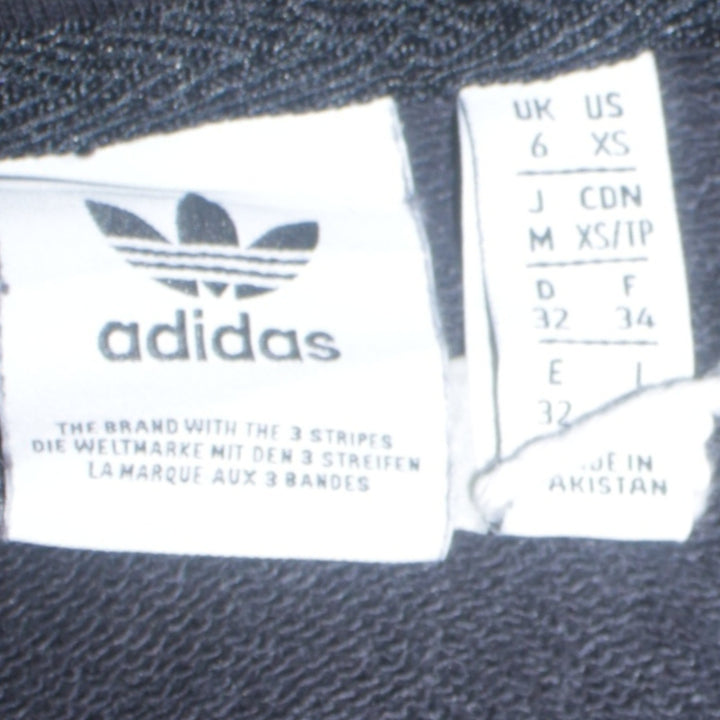 adidas
THE BRAND WITH THE 3 STRIPES
DIE WELTMARKE MIT DEN 3 STREIFEN
LA MARQUE AUX 3 BANDES
UK US
6 XS
J CDN
M XS/TP
D F
32 34
E I
32
IN